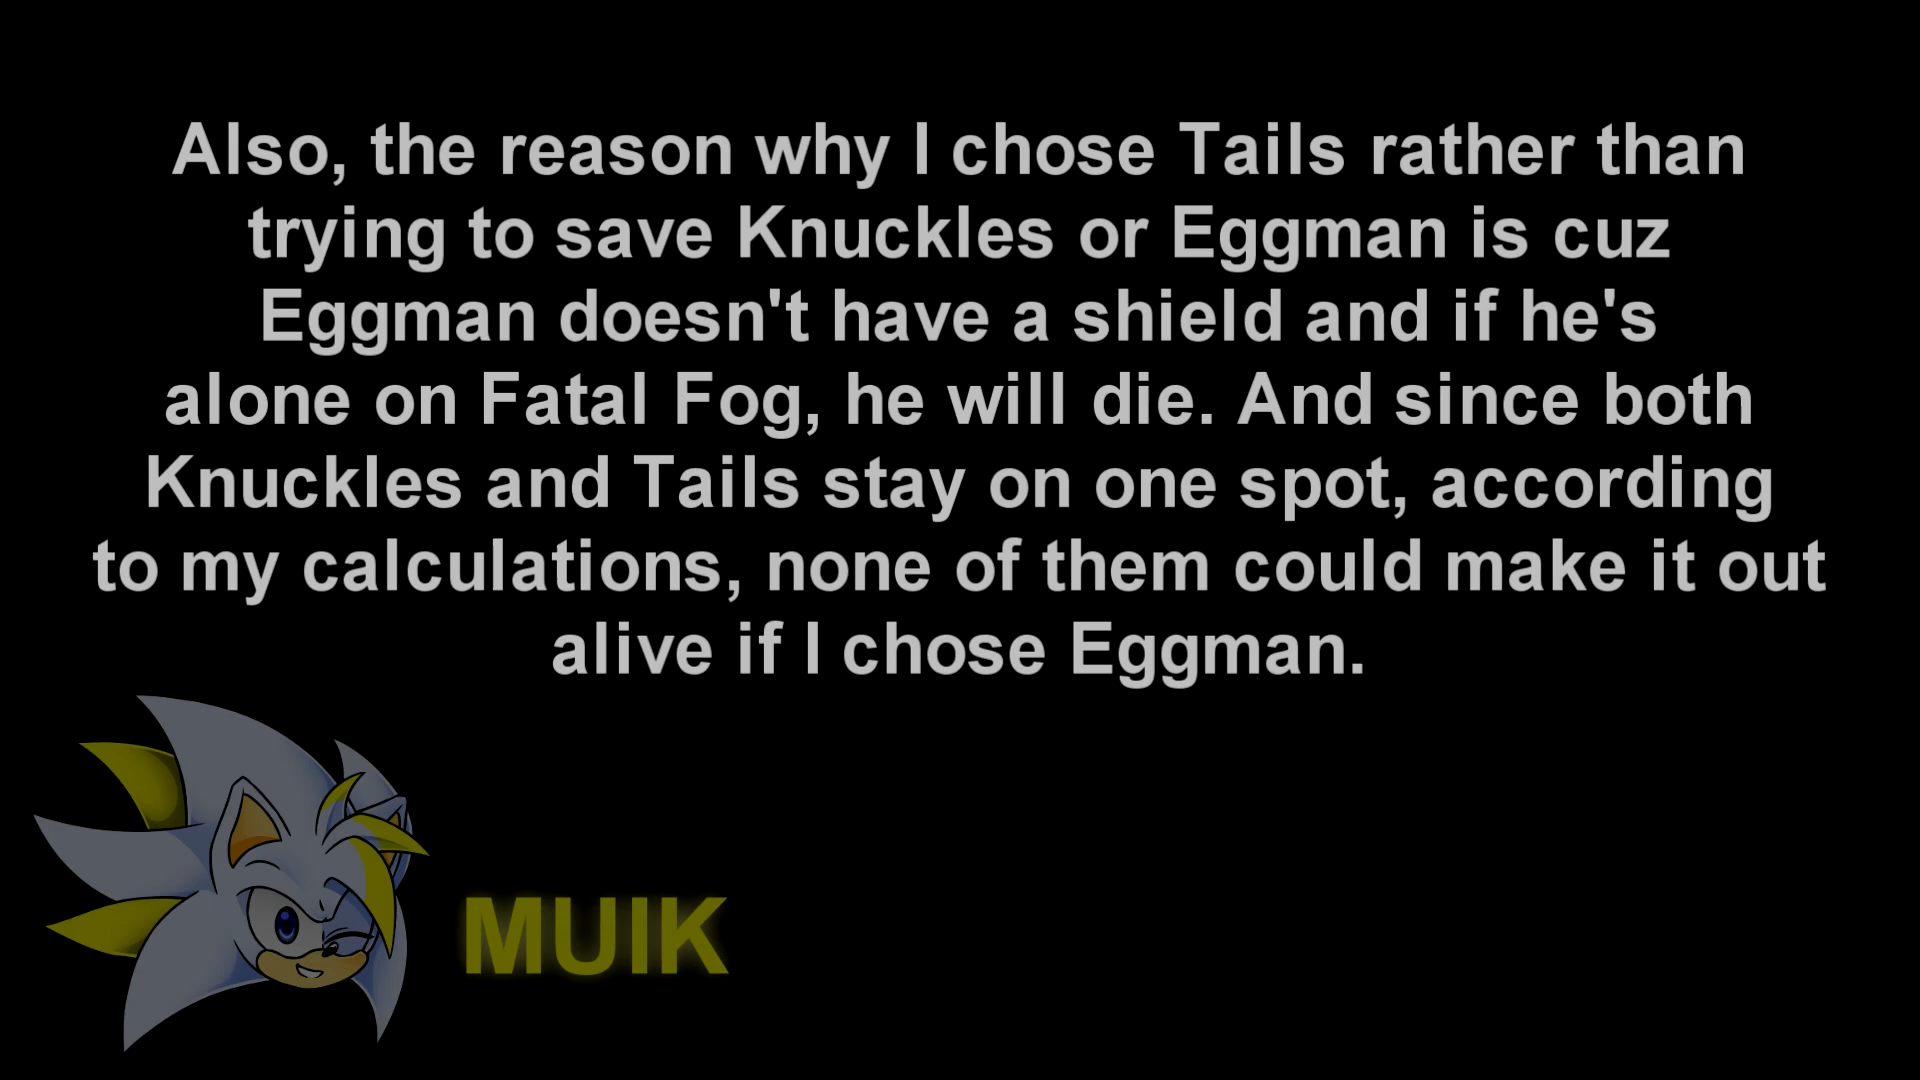 Also, the reason why I chose Tails rather than
trying to save Knuckles or Eggman is cuz
Eggman doesn't have a shield and if he's
alone on Fatal Fog, he will die. And since both
Knuckles and Tails stay on one spot, according
to my calculations, none of them could make it out
alive if I chose Eggman.
MUIK